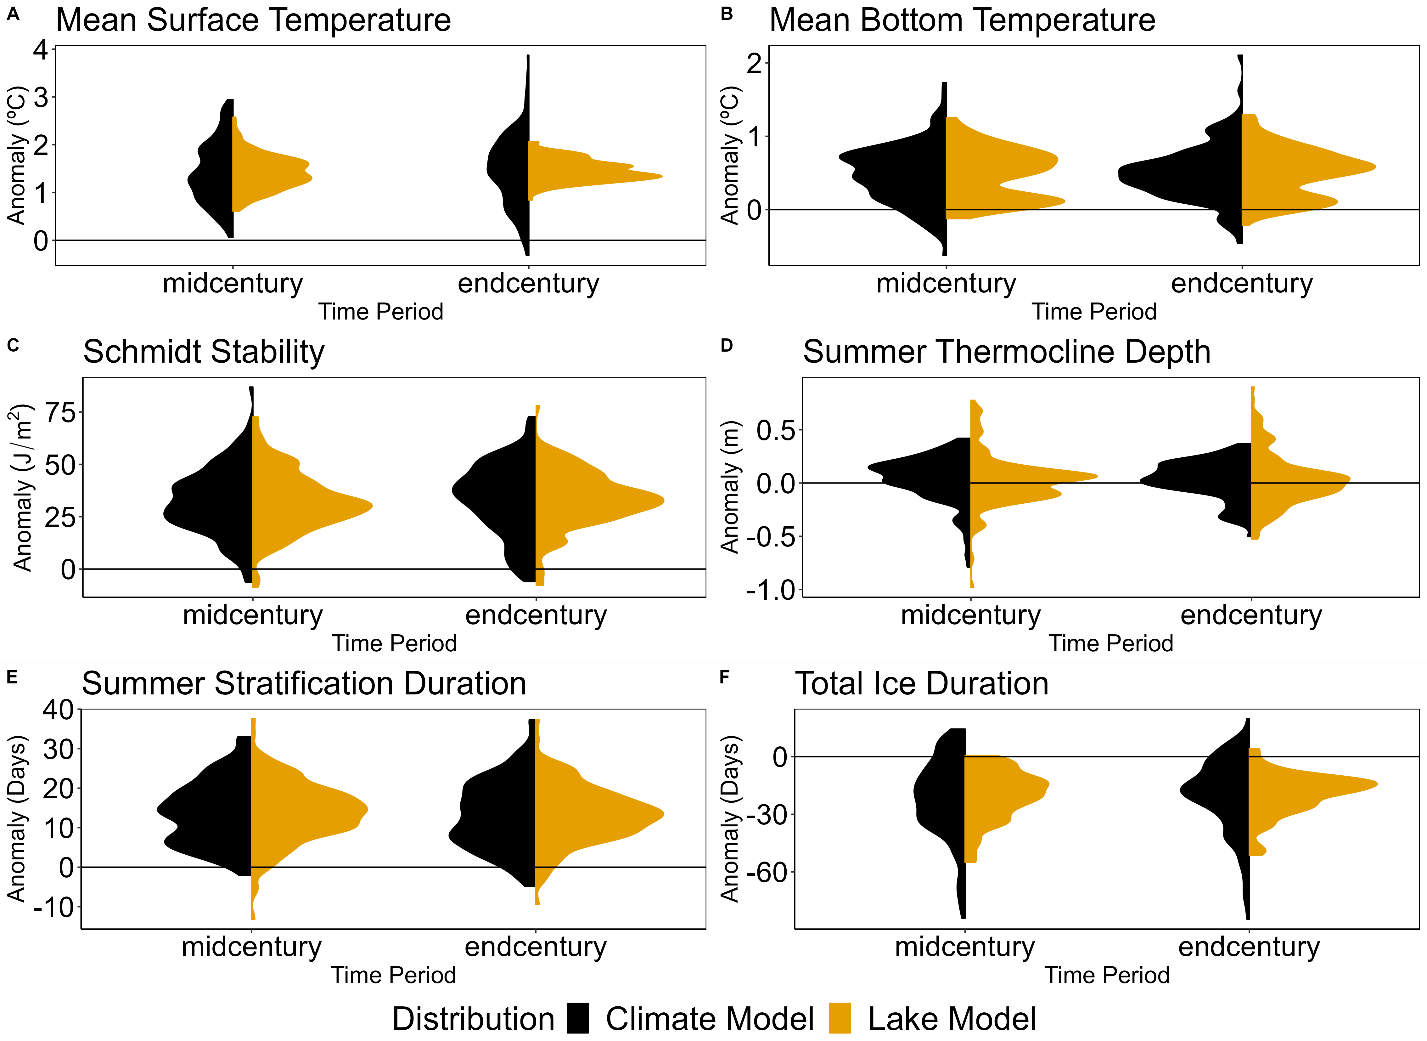 A Mean Surface Temperature
Anomaly (ºC)
4
3
2
1
0
midcentury endcentury
Time Period
B Mean Bottom Temperature
Anomaly (ºC)
2
1
0
midcentury endcentury
Time Period
C Schmidt Stability
Anomaly (J/m²)
75
50
25
0
midcentury endcentury
Time Period
D Summer Thermocline Depth
Anomaly (m)
0.5
0.0
-0.5
-1.0
midcentury endcentury
Time Period
E Summer Stratification Duration
Anomaly (Days)
40
30
20
10
0
-10
midcentury endcentury
Time Period
F Total Ice Duration
Anomaly (Days)
0
-30
-60
midcentury endcentury
Time Period
Distribution Climate Model Lake Model